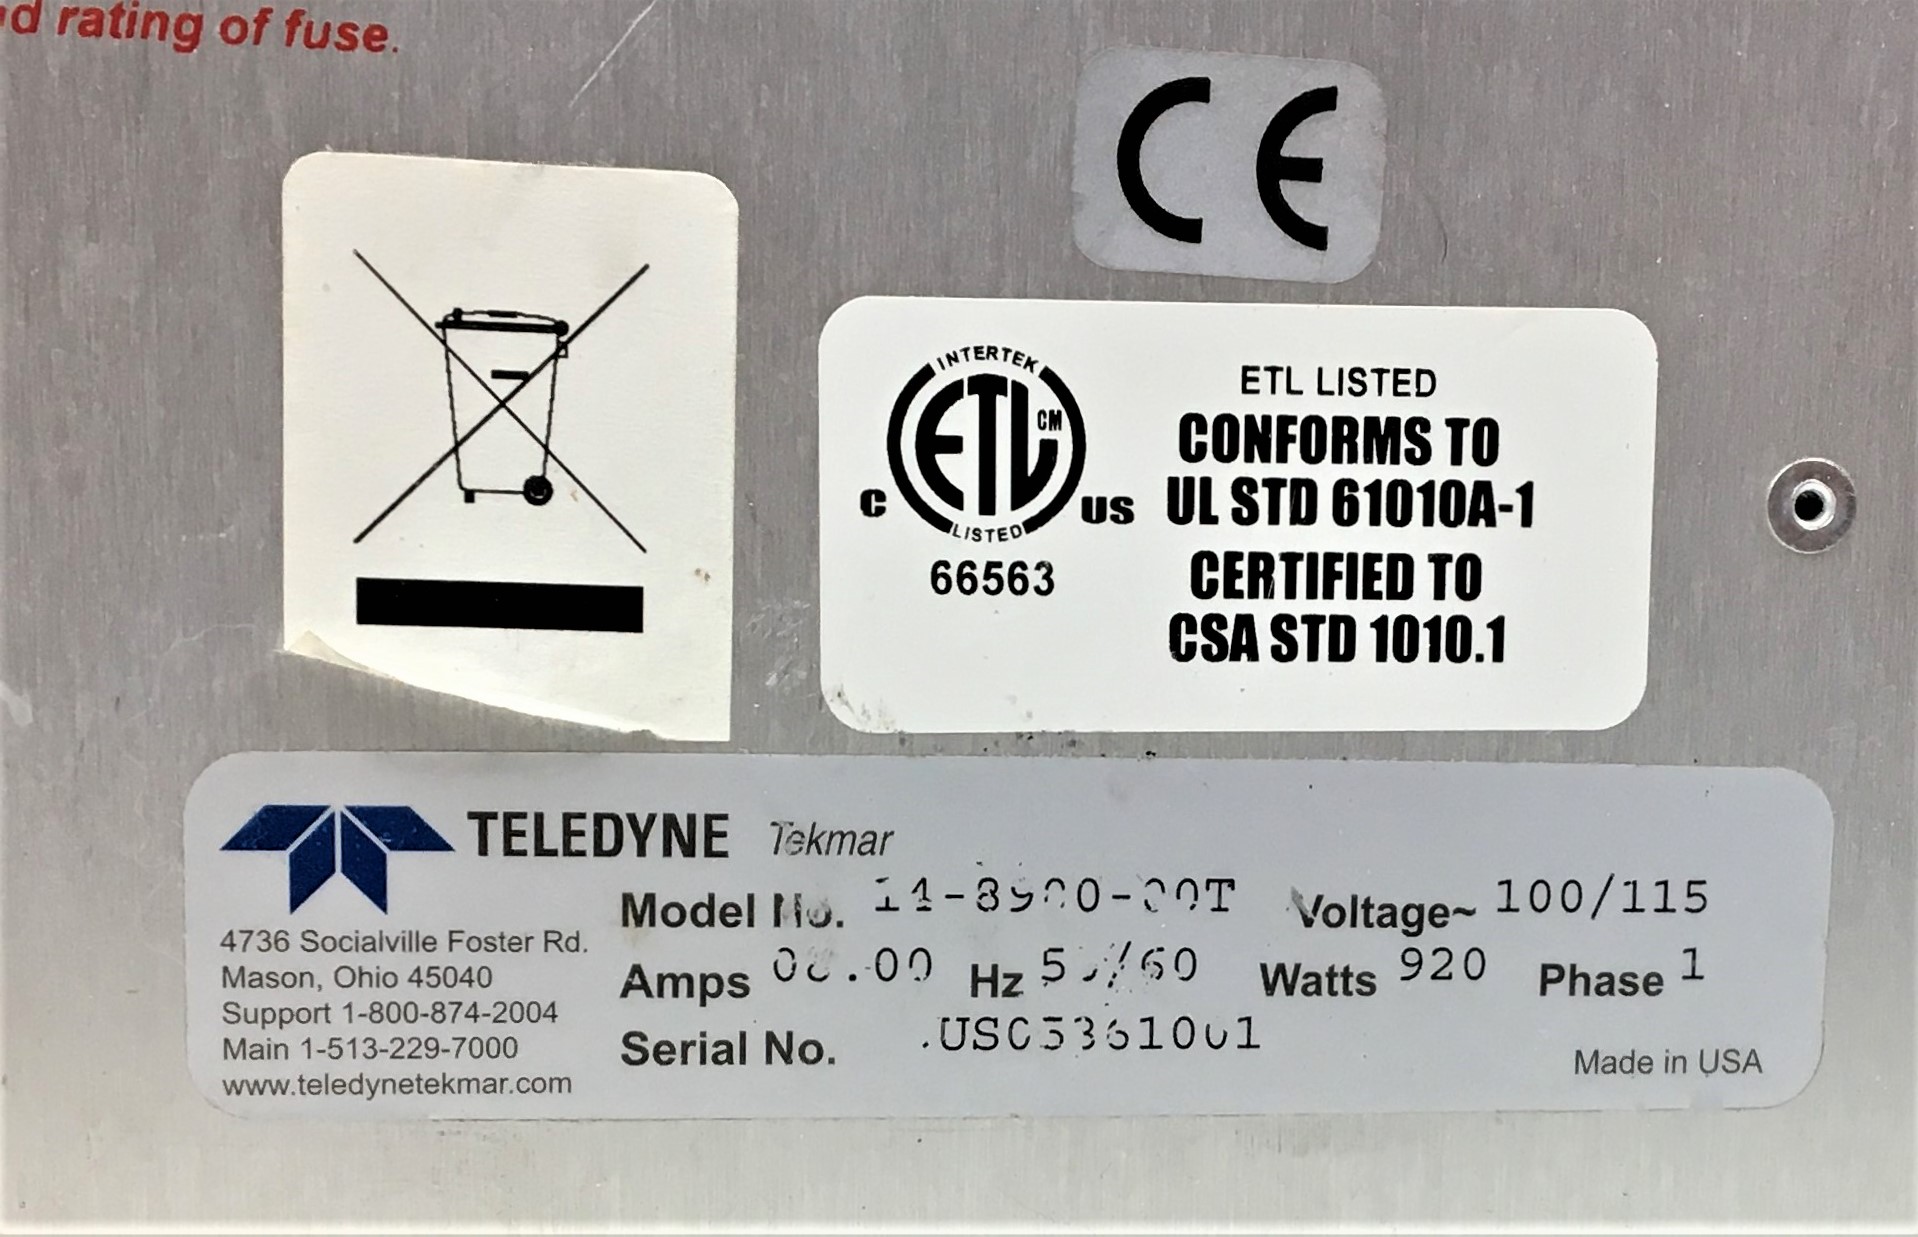 rating of fuse.
CE
INTERTEK
ETL CM
LISTED
C US
66563
ETL LISTED
CONFORMS TO
UL STD 61010A-1
CERTIFIED TO
CSA STD 1010.1
TELEDYNE Tekmar
4736 Socialville Foster Rd.
Mason, Ohio 45040
Support 1-800-874-2004
Main 1-513-229-7000
www.teledynetekmar.com
Model No. Voltage~ 100/115
Amps Hz Watts 920 Phase 1
Serial No.
Made in USA